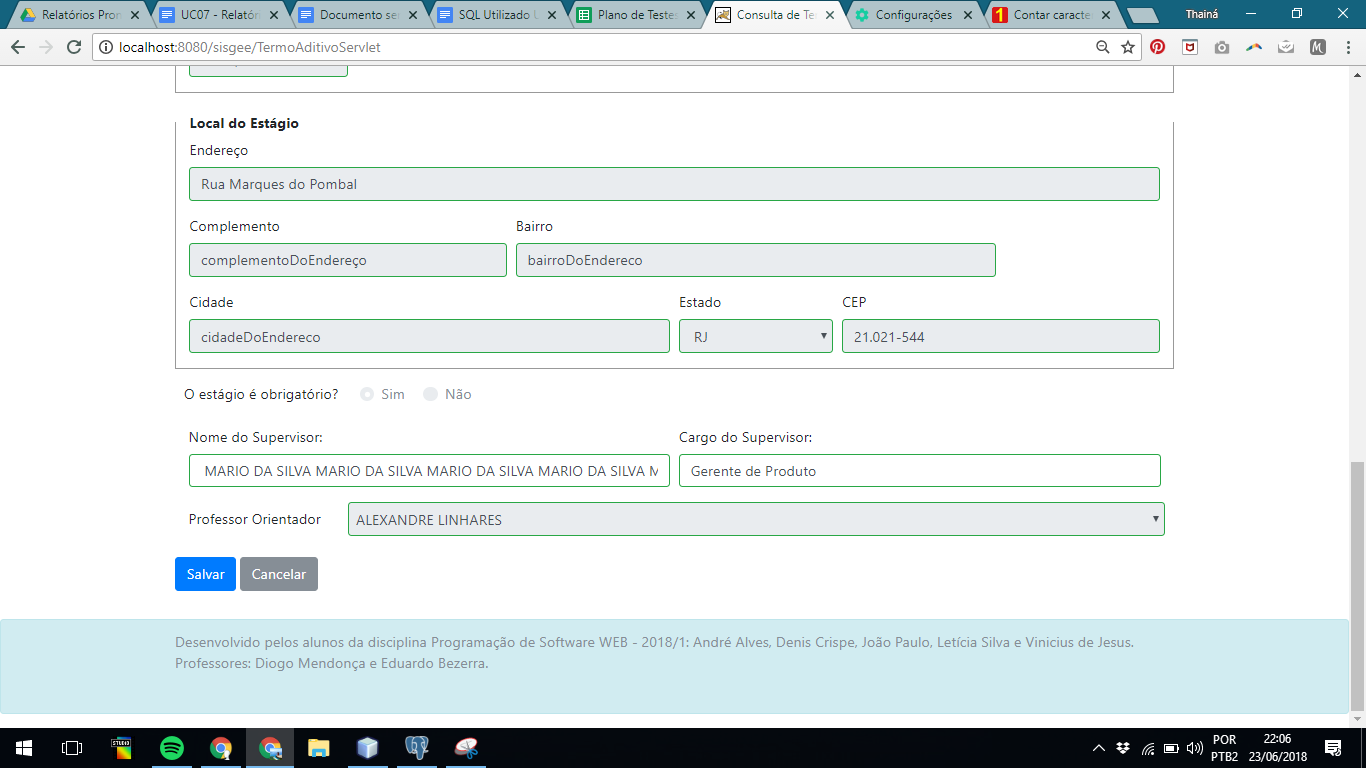 Relatórios Pron
UC07 - Relatóri
Documento se
SQL Utilizado U
Plano de Testes
Consulta de Te
Configurações
Contar caracte
Thainá
localhost:8080/sisgee/TermoAditivoServlet
Local do Estágio
Endereço
Rua Marques do Pombal
Complemento Bairro
complementoDoEndereço bairroDoEndereco
Cidade Estado CEP
cidadeDoEndereco RJ 21.021-544
O estágio é obrigatório? Sim Não
Nome do Supervisor: Cargo do Supervisor:
MARIO DA SILVA MARIO DA SILVA MARIO DA SILVA MARIO DA SILVA M Gerente de Produto
Professor Orientador ALEXANDRE LINHARES
Salvar Cancelar
Desenvolvido pelos alunos da disciplina Programação de Software WEB - 2018/1: André Alves, Denis Crispe, João Paulo, Letícia Silva e Vinicius de Jesus.
Professores: Diogo Mendonça e Eduardo Bezerra.
STUDIO
POR 22:06
PTB2 23/06/2018